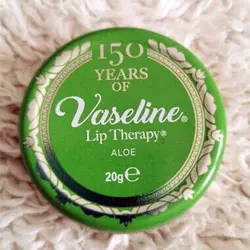 150
YEARS
OF
Vaseline®
Lip Therapy®
ALOE
20g℮